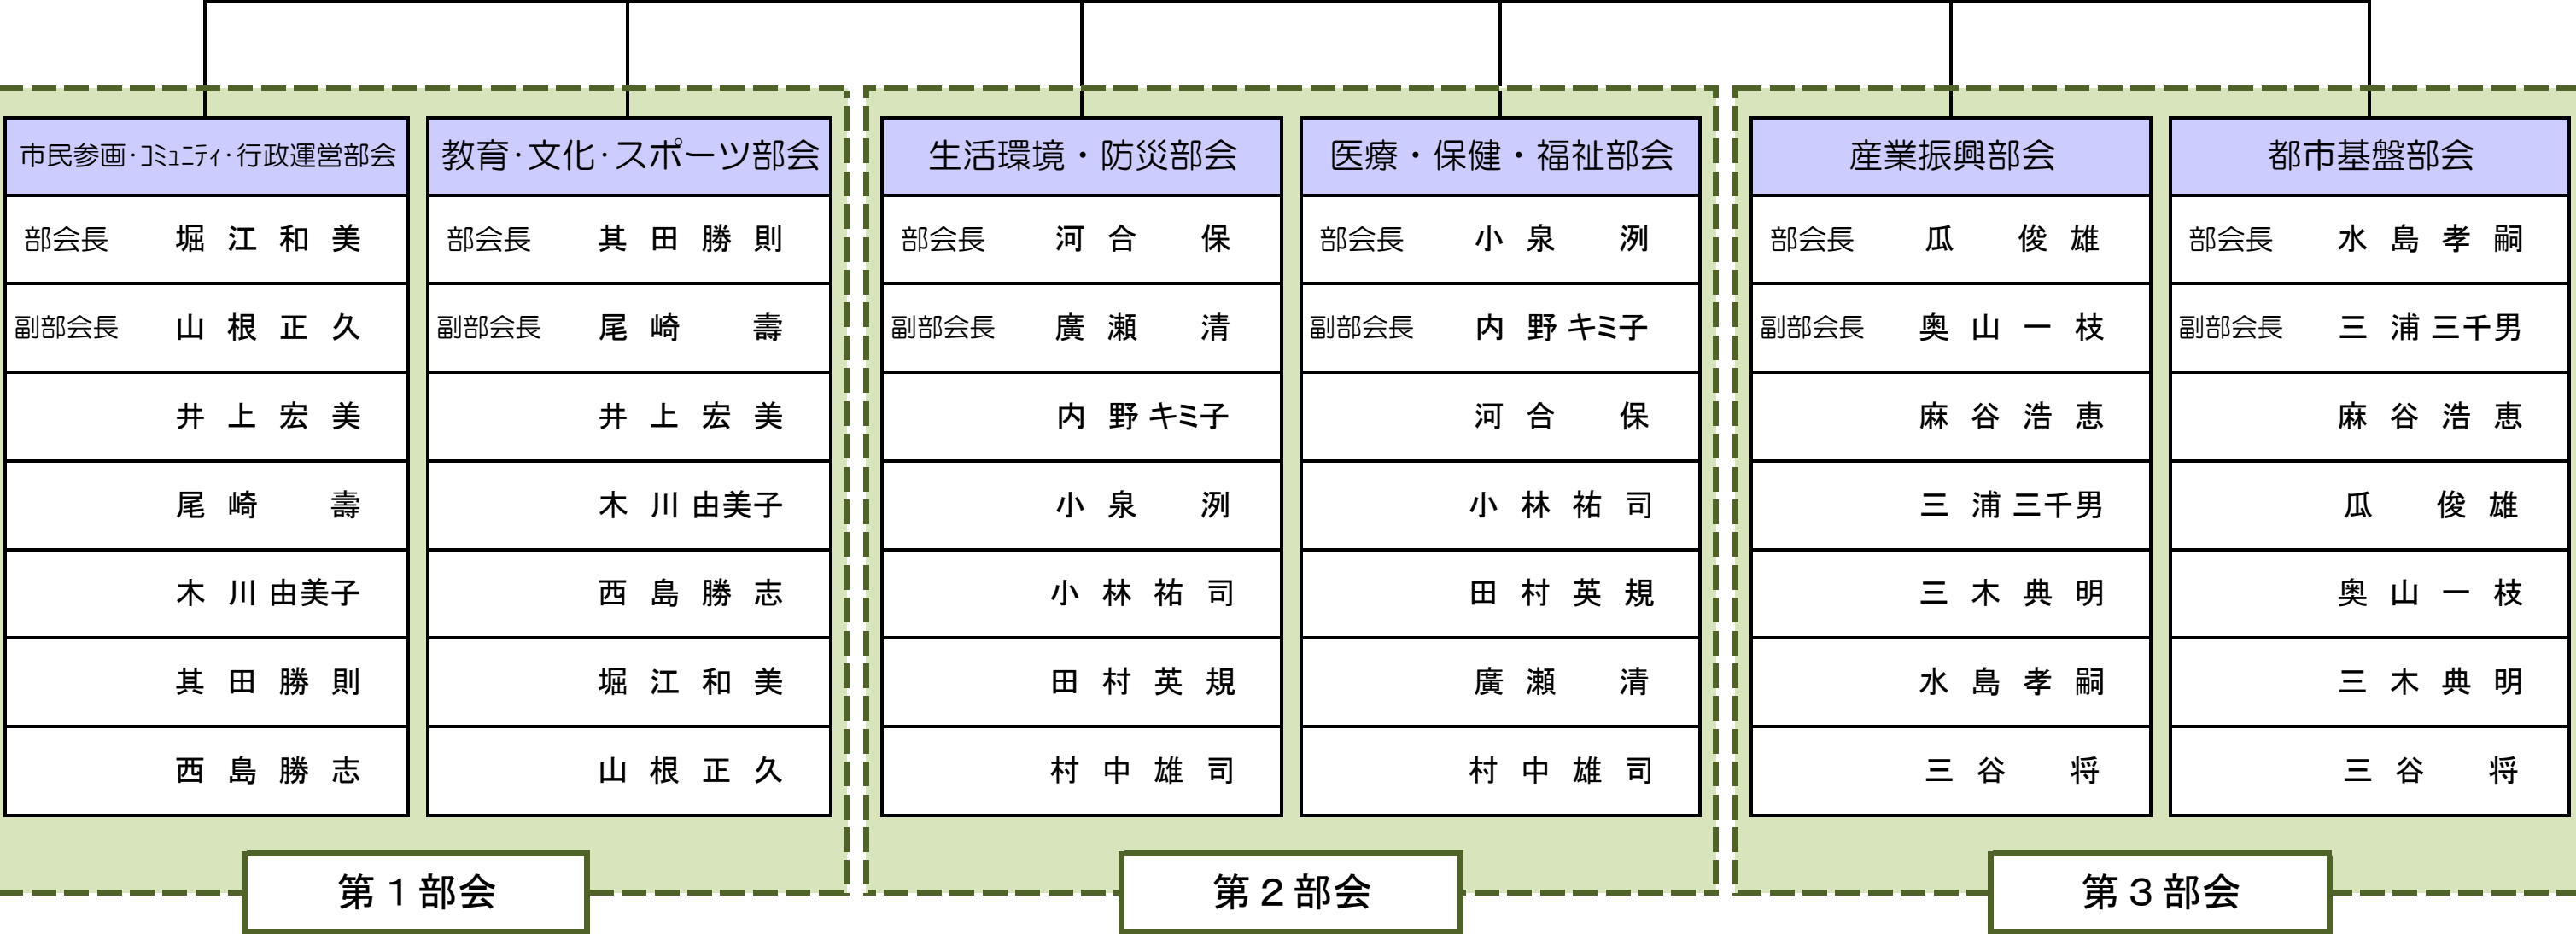 市民参画・コミュニティ・行政運営部会
部会長 堀江和美
副部会長 山根正久
井上宏美
尾崎 壽
木川由美子
其田勝則
西島勝志
教育・文化・スポーツ部会
部会長 其田勝則
副部会長 尾崎 壽
井上宏美
木川由美子
西島勝志
堀江和美
山根正久
第１部会
生活環境・防災部会
部会長 河合 保
副部会長 廣瀬 清
内野キミ子
小泉 洌
小林祐司
田村英規
村中雄司
医療・保健・福祉部会
部会長 小泉 洌
副部会長 内野キミ子
河合 保
小林祐司
田村英規
廣瀬 清
村中雄司
第２部会
産業振興部会
部会長 瓜 俊雄
副部会長 奥山一枝
麻谷浩恵
三浦三千男
三木典明
水島孝嗣
三谷 将
都市基盤部会
部会長 水島孝嗣
副部会長 三浦三千男
麻谷浩恵
瓜 俊雄
奥山一枝
三木典明
三谷 将
第３部会